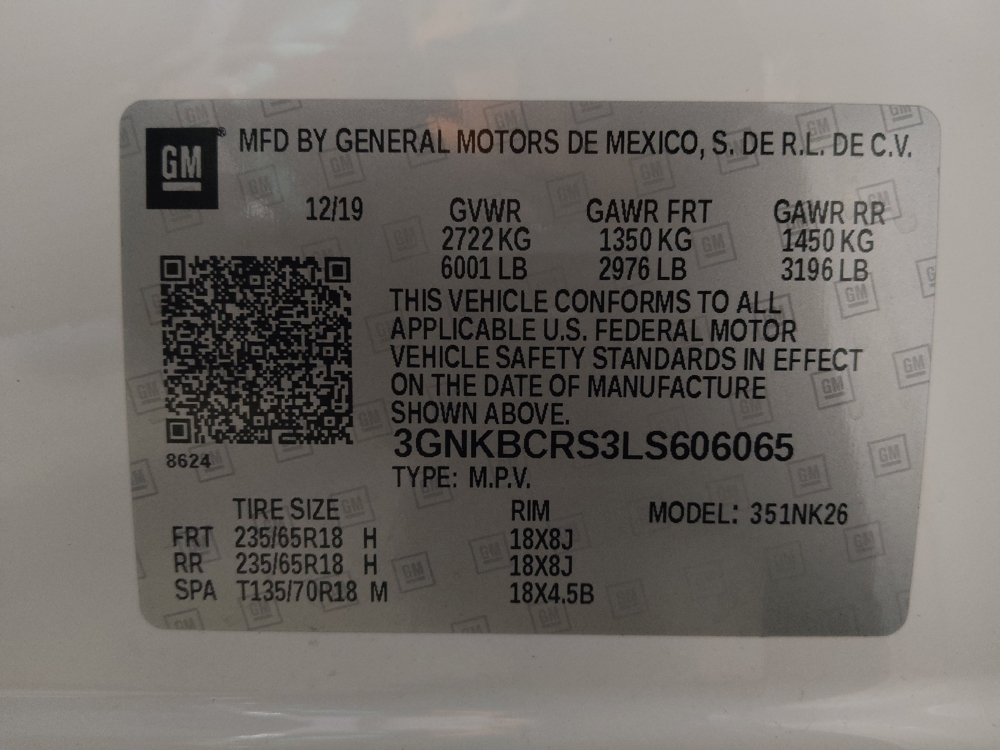 GM® MFD BY GENERAL MOTORS DE MEXICO, S. DE R.L. DE C.V.
12/19 GVWR GAWR FRT GAWR RR
2722 KG 1350 KG 1450 KG
6001 LB 2976 LB 3196 LB
THIS VEHICLE CONFORMS TO ALL
APPLICABLE U.S. FEDERAL MOTOR
VEHICLE SAFETY STANDARDS IN EFFECT
ON THE DATE OF MANUFACTURE
SHOWN ABOVE.
3GNKBCRS3LS606065
8624
TYPE: M.P.V.
TIRE SIZE RIM MODEL: 351NK26
FRT 235/65R18 H 18X8J
RR 235/65R18 H 18X8J
SPA T135/70R18 M 18X4.5B